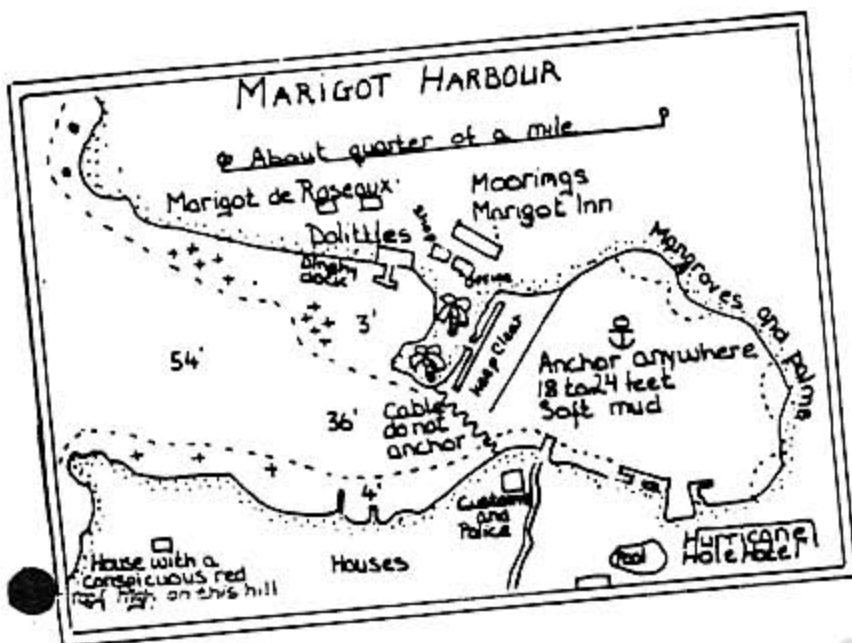 MARIGOT HARBOUR
About quarter of a mile
Marigot de Roseaux
Moorings
Marigot Inn
Shop
office
Dolittles
Dinghy
dock
Mangroves and palms
3'
54'
Keep Clear
Anchor anywhere
18 to 24 feet
Soft mud
36'
Cable
do not
anchor
4'
Customs
and
Police
House with a
conspicuous red
roof high on this hill
Houses
Pool
Hurricane
Hole Hotel